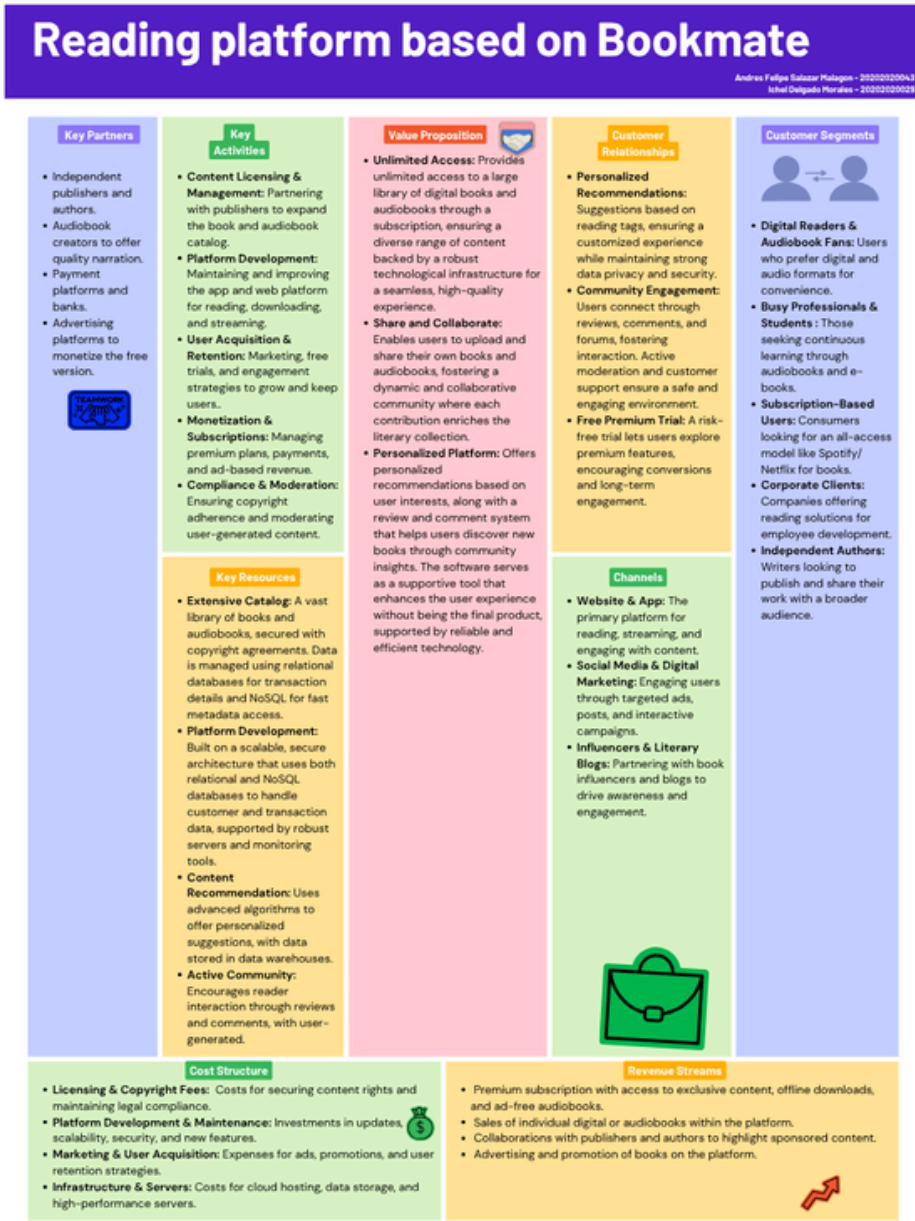 Reading platform based on Bookmate
Andres Felipe Salazar Malagon - 20202020043
Ichel Delgado Morales - 20202020029
Key Partners
• Independent
publishers and
authors.
• Audiobook
creators to offer
quality narration.
• Payment
platforms and
banks.
• Advertising
platforms to
monetize the free
version.
TEAMWORK
Key
Activities
• Content Licensing &
Management: Partnering
with publishers to expand
the book and audiobook
catalog.
• Platform Development:
Maintaining and improving
the app and web platform
for reading, downloading,
and streaming.
• User Acquisition &
Retention: Marketing, free
trials, and engagement
strategies to grow and keep
users..
• Monetization &
Subscriptions: Managing
premium plans, payments,
and ad-based revenue.
• Compliance & Moderation:
Ensuring copyright
adherence and moderating
user-generated content.
Key Resources
• Extensive Catalog: A vast
library of books and
audiobooks, secured with
copyright agreements. Data
is managed using relational
databases for transaction
details and NoSQL for fast
metadata access.
• Platform Development:
Built on a scalable, secure
architecture that uses both
relational and NoSQL
databases to handle
customer and transaction
data, supported by robust
servers and monitoring
tools.
• Content
Recommendation: Uses
advanced algorithms to
offer personalized
suggestions, with data
stored in data warehouses.
• Active Community:
Encourages reader
interaction through reviews
and comments, with user-
generated.
Value Proposition
• Unlimited Access: Provides
unlimited access to a large
library of digital books and
audiobooks through a
subscription, ensuring a
diverse range of content
backed by a robust
technological infrastructure for
a seamless, high-quality
experience.
• Share and Collaborate:
Enables users to upload and
share their own books and
audiobooks, fostering a
dynamic and collaborative
community where each
contribution enriches the
literary collection.
• Personalized Platform: Offers
personalized
recommendations based on
user interests, along with a
review and comment system
that helps users discover new
books through community
insights. The software serves
as a supportive tool that
enhances the user experience
without being the final product,
supported by reliable and
efficient technology.
Customer
Relationships
• Personalized
Recommendations:
Suggestions based on
reading tags, ensuring a
customized experience
while maintaining strong
data privacy and security.
• Community Engagement:
Users connect through
reviews, comments, and
forums, fostering
interaction. Active
moderation and customer
support ensure a safe and
engaging environment.
• Free Premium Trial: A risk-
free trial lets users explore
premium features,
encouraging conversions
and long-term
engagement.
Channels
• Website & App: The
primary platform for
reading, streaming, and
engaging with content.
• Social Media & Digital
Marketing: Engaging users
through targeted ads,
posts, and interactive
campaigns.
• Influencers & Literary
Blogs: Partnering with book
influencers and blogs to
drive awareness and
engagement.
Customer Segments
• Digital Readers &
Audiobook Fans: Users
who prefer digital and
audio formats for
convenience.
• Busy Professionals &
Students : Those
seeking continuous
learning through
audiobooks and e-
books.
• Subscription-Based
Users: Consumers
looking for an all-access
model like Spotify/
Netflix for books.
• Corporate Clients:
Companies offering
reading solutions for
employee development.
• Independent Authors:
Writers looking to
publish and share their
work with a broader
audience.
Cost Structure
• Licensing & Copyright Fees: Costs for securing content rights and
maintaining legal compliance.
• Platform Development & Maintenance: Investments in updates,
scalability, security, and new features.
• Marketing & User Acquisition: Expenses for ads, promotions, and user
retention strategies.
• Infrastructure & Servers: Costs for cloud hosting, data storage, and
high-performance servers.
$
Revenue Streams
• Premium subscription with access to exclusive content, offline downloads,
and ad-free audiobooks.
• Sales of individual digital or audiobooks within the platform.
• Collaborations with publishers and authors to highlight sponsored content.
• Advertising and promotion of books on the platform.